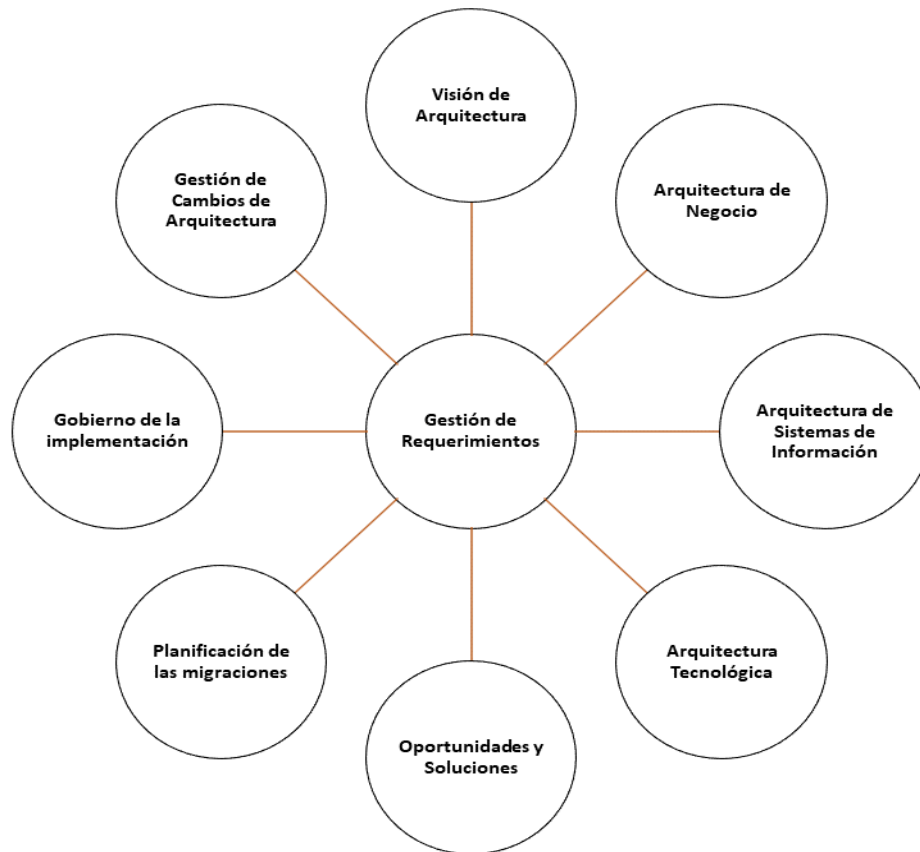 Visión de
Arquitectura
Arquitectura de
Negocio
Arquitectura de
Sistemas de
Información
Arquitectura
Tecnológica
Oportunidades y
Soluciones
Planificación de
las migraciones
Gobierno de la
implementación
Gestión de
Cambios de
Arquitectura
Gestión de
Requerimientos